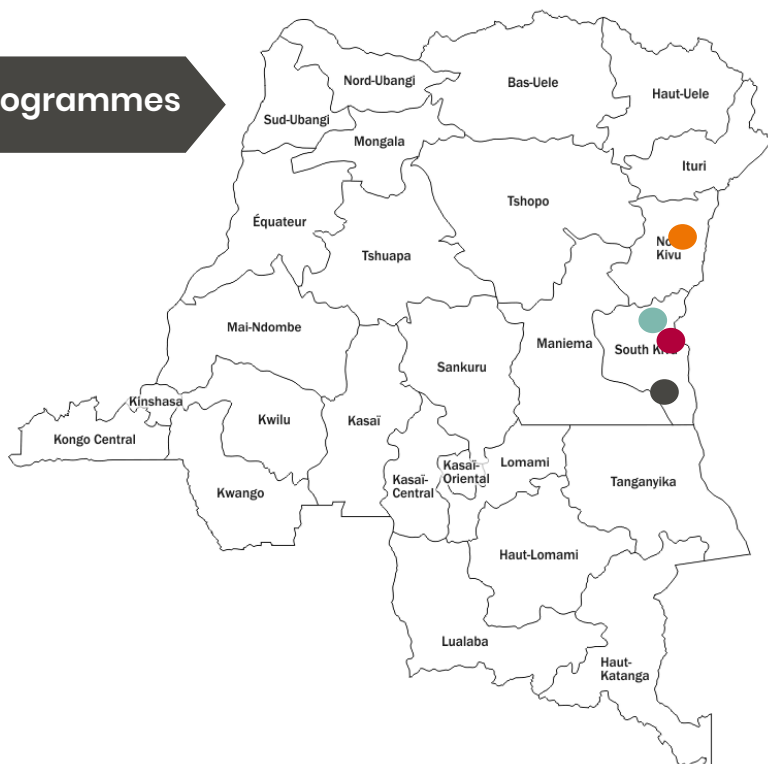 ogrammes
Nord-Ubangi
Bas-Uele
Haut-Uele
Sud-Ubangi
Mongala
Ituri
Tshopo
Équateur
Tshuapa
Kivu
Mai-Ndombe
Maniema
South
Sankuru
Kinshasa
Kwilu
Kasaï
Kongo Central
Kasaï-
Oriental
Lomami
Kasaï-
Central
Tanganyika
Kwango
Haut-Lomami
Lualaba
Haut-
Katanga